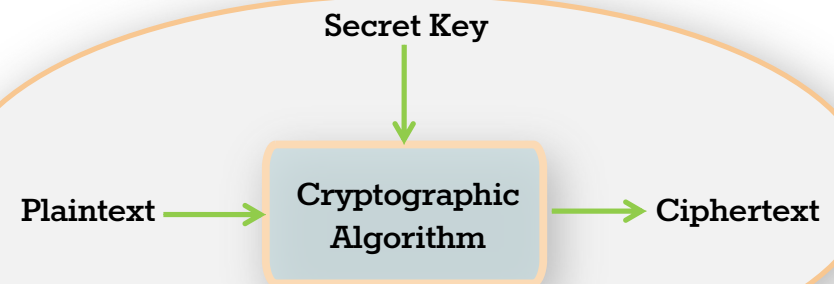 Secret Key
Plaintext
Cryptographic
Algorithm
Ciphertext